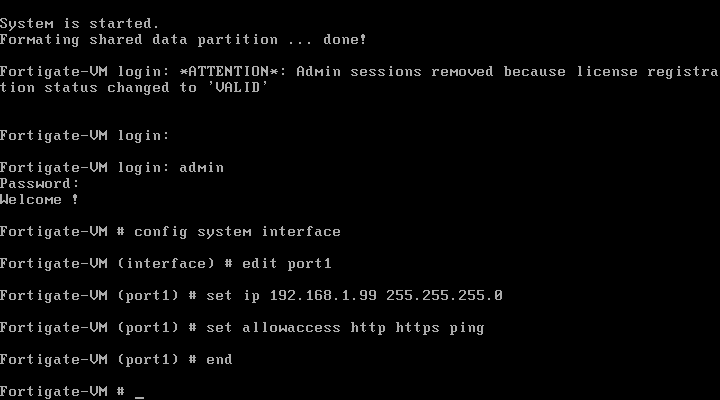 System is started.
Formating shared data partition ... done!
Fortigate-VM login: *ATTENTION*: Admin sessions removed because license registra
tion status changed to 'VALID'
Fortigate-VM login:
Fortigate-VM login: admin
Password:
Welcome !
Fortigate-VM # config system interface
Fortigate-VM (interface) # edit port1
Fortigate-VM (port1) # set ip 192.168.1.99 255.255.255.0
Fortigate-VM (port1) # set allowaccess http https ping
Fortigate-VM (port1) # end
Fortigate-VM # _